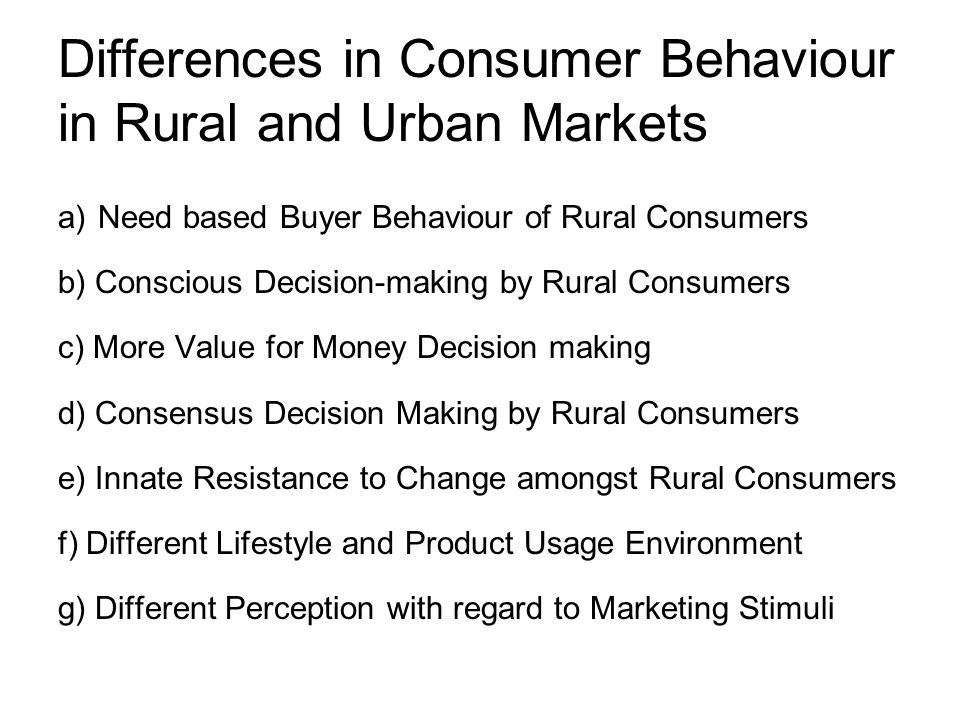 Differences in Consumer Behaviour
in Rural and Urban Markets
a) Need based Buyer Behaviour of Rural Consumers
b) Conscious Decision-making by Rural Consumers
c) More Value for Money Decision making
d) Consensus Decision Making by Rural Consumers
e) Innate Resistance to Change amongst Rural Consumers
f) Different Lifestyle and Product Usage Environment
g) Different Perception with regard to Marketing Stimuli